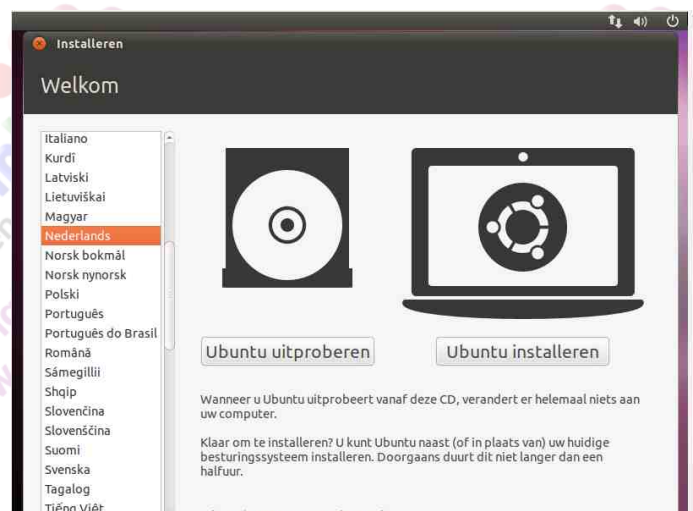 Installeren
Welkom
Italiano
Kurdî
Latviski
Lietuviškai
Magyar
Nederlands
Norsk bokmål
Norsk nynorsk
Polski
Português
Português do Brasil
Română
Sámegillii
Shqip
Slovenčina
Slovenščina
Suomi
Svenska
Tagalog
Tiếng Việt
Ubuntu uitproberen
Ubuntu installeren
Wanneer u Ubuntu uitprobeert vanaf deze CD, verandert er helemaal niets aan
uw computer.
Klaar om te installeren? U kunt Ubuntu naast (of in plaats van) uw huidige
besturingssysteem installeren. Doorgaans duurt dit niet langer dan een
halfuur.